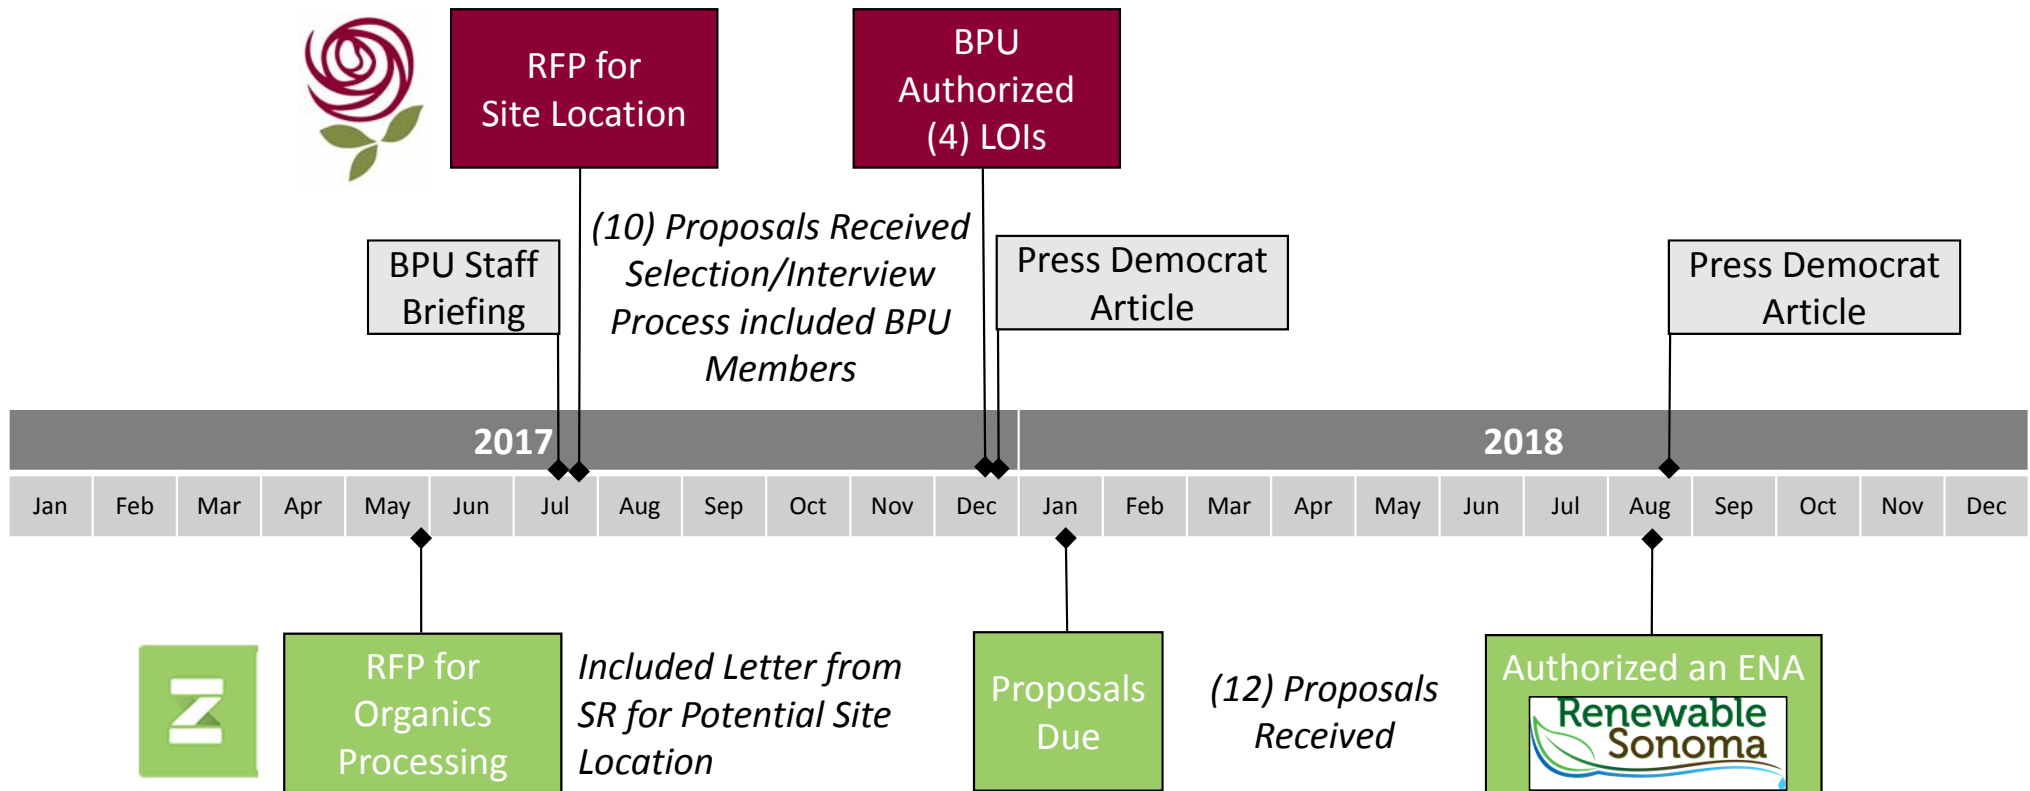 RFP for
Site Location
BPU
Authorized
(4) LOIs
(10) Proposals Received
Selection/Interview
Process included BPU
Members
BPU Staff
Briefing
Press Democrat
Article
Press Democrat
Article
2017
2018
Jan Feb Mar Apr May Jun Jul Aug Sep Oct Nov Dec Jan Feb Mar Apr May Jun Jul Aug Sep Oct Nov Dec
Z
RFP for
Organics
Processing
Included Letter from
SR for Potential Site
Location
Proposals
Due
(12) Proposals
Received
Authorized an ENA
Renewable
Sonoma